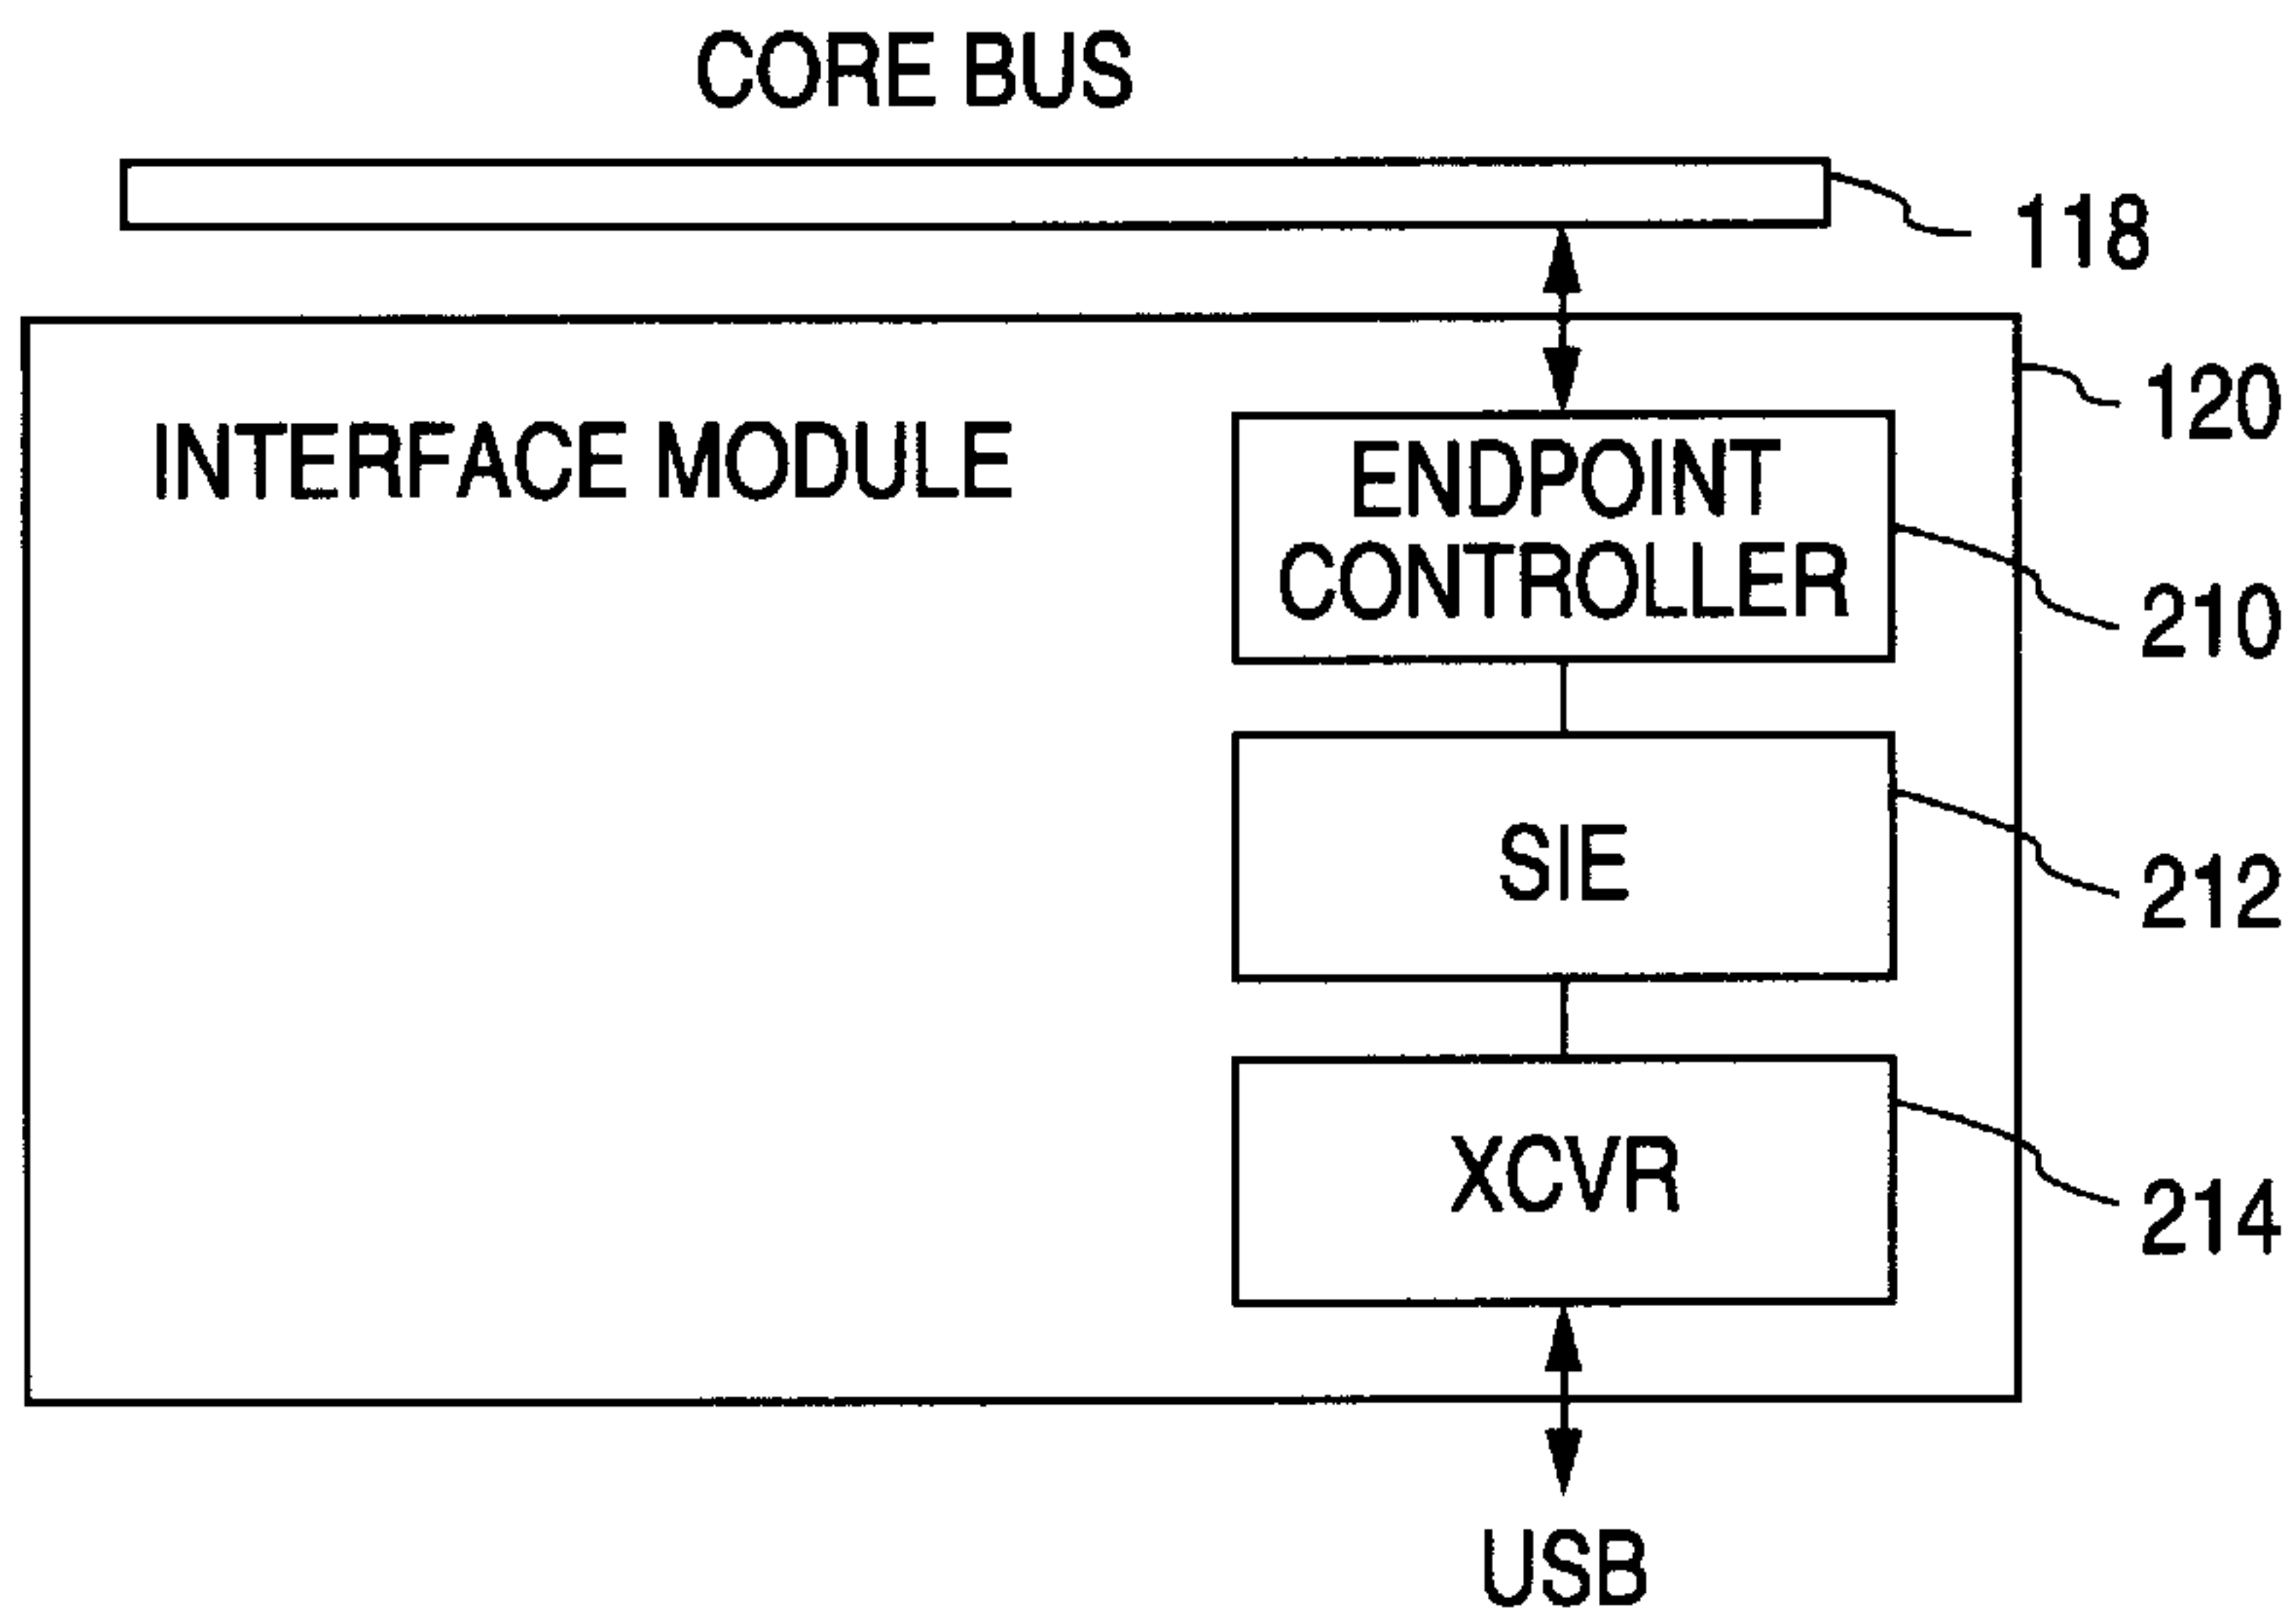 CORE BUS
118
120
INTERFACE MODULE
ENDPOINT
CONTROLLER
210
SIE
212
XCVR
214
USB